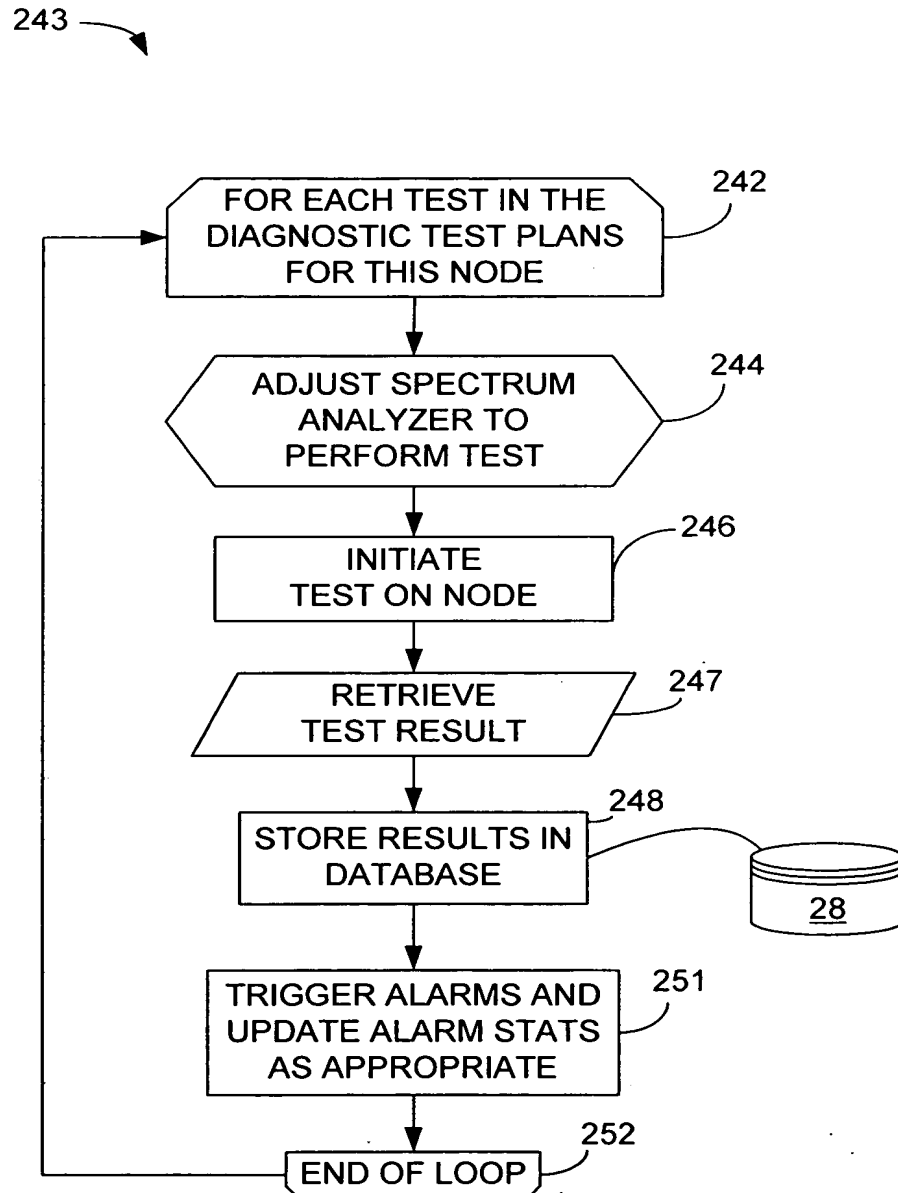 243
242
FOR EACH TEST IN THE
DIAGNOSTIC TEST PLANS
FOR THIS NODE
244
ADJUST SPECTRUM
ANALYZER TO
PERFORM TEST
246
INITIATE
TEST ON NODE
247
RETRIEVE
TEST RESULT
248
STORE RESULTS IN
DATABASE
28
251
TRIGGER ALARMS AND
UPDATE ALARM STATS
AS APPROPRIATE
252
END OF LOOP